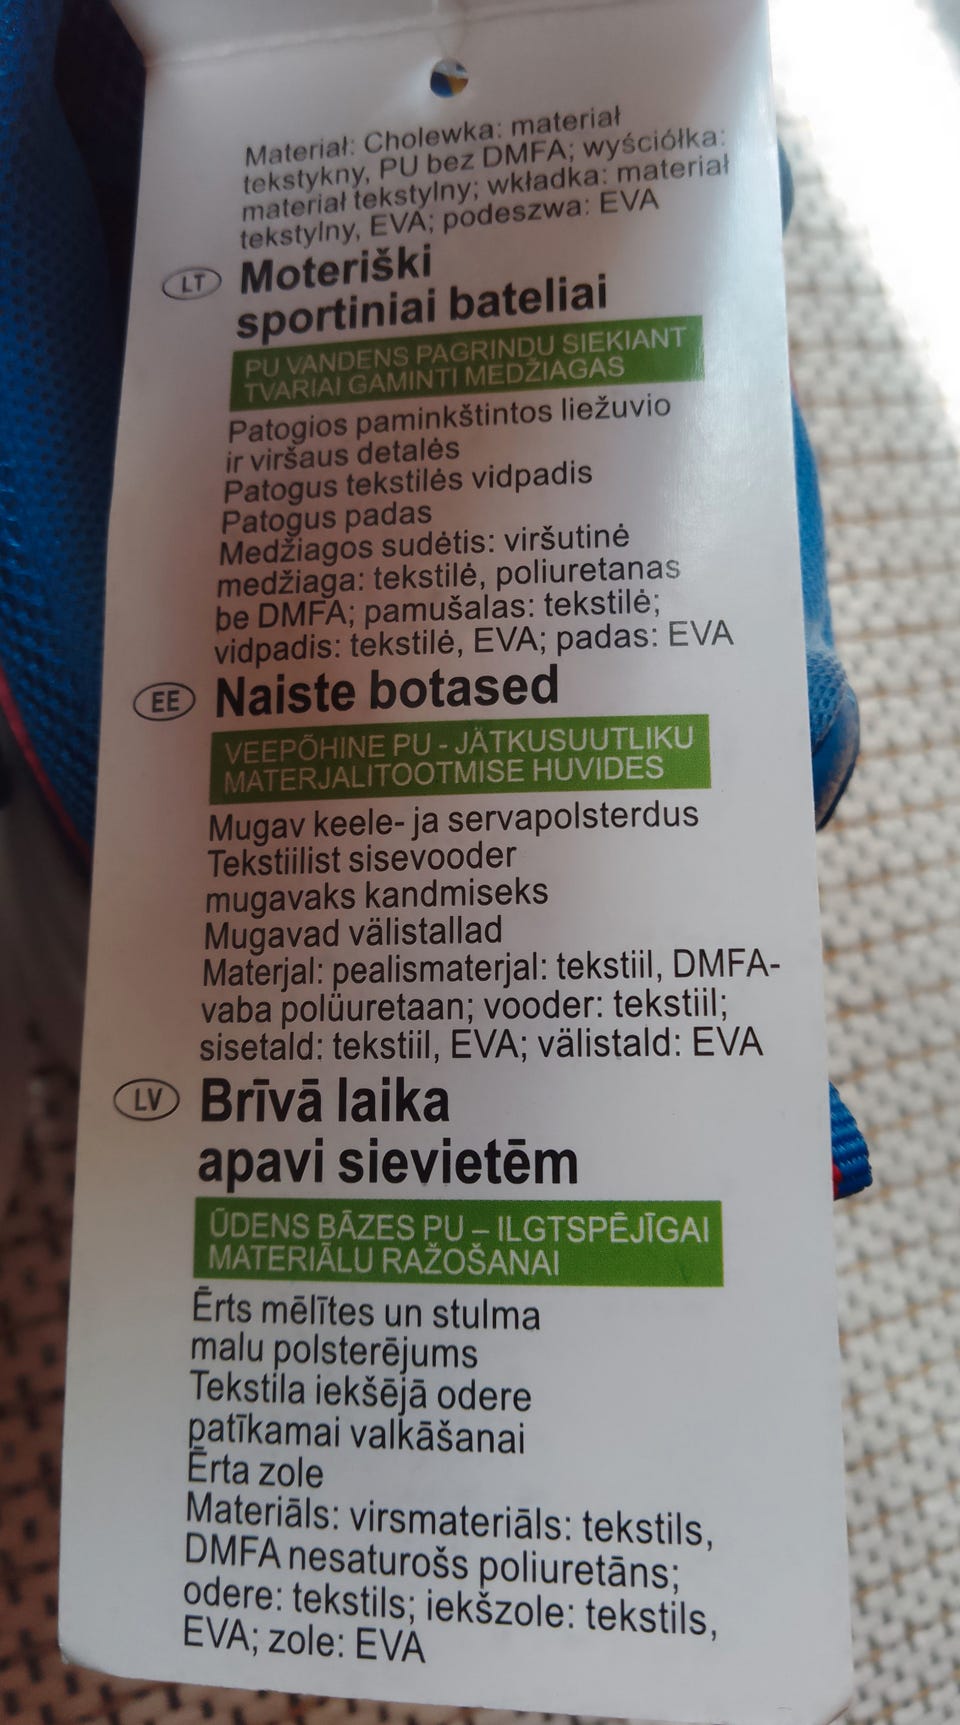 Materiał: Cholewka: materiał
tekstykny, PU bez DMFA; wyściółka:
materiał tekstylny; wkładka: materiał
tekstylny, EVA; podeszwa: EVA
LT Moteriški
sportiniai bateliai
PU VANDENS PAGRINDU SIEKIANT
TVARIAI GAMINTI MEDŽIAGAS
Patogios paminkštintos liežuvio
ir viršaus detalės
Patogus tekstilės vidpadis
Patogus padas
Medžiagos sudėtis: viršutinė
medžiaga: tekstilė, poliuretanas
be DMFA; pamušalas: tekstilė;
vidpadis: tekstilė, EVA; padas: EVA
EE Naiste botased
VEEPÕHINE PU - JÄTKUSUUTLIKU
MATERJALITOOTMISE HUVIDES
Mugav keele- ja servapolsterdus
Tekstiilist sisevooder
mugavaks kandmiseks
Mugavad välistallad
Materjal: pealismaterjal: tekstiil, DMFA-
vaba polüuretaan; vooder: tekstiil;
sisetald: tekstiil, EVA; välistald: EVA
LV Brīvā laika
apavi sievietēm
ŪDENS BĀZES PU – ILGTSPĒJĪGAI
MATERIĀLU RAŽOŠANAI
Ērts mēlītes un stulma
malu polsterējums
Tekstila iekšējā odere
patīkamai valkāšanai
Ērta zole
Materiāls: virsmateriāls: tekstils,
DMFA nesaturošs poliuretāns;
odere: tekstils; iekšzole: tekstils,
EVA; zole: EVA